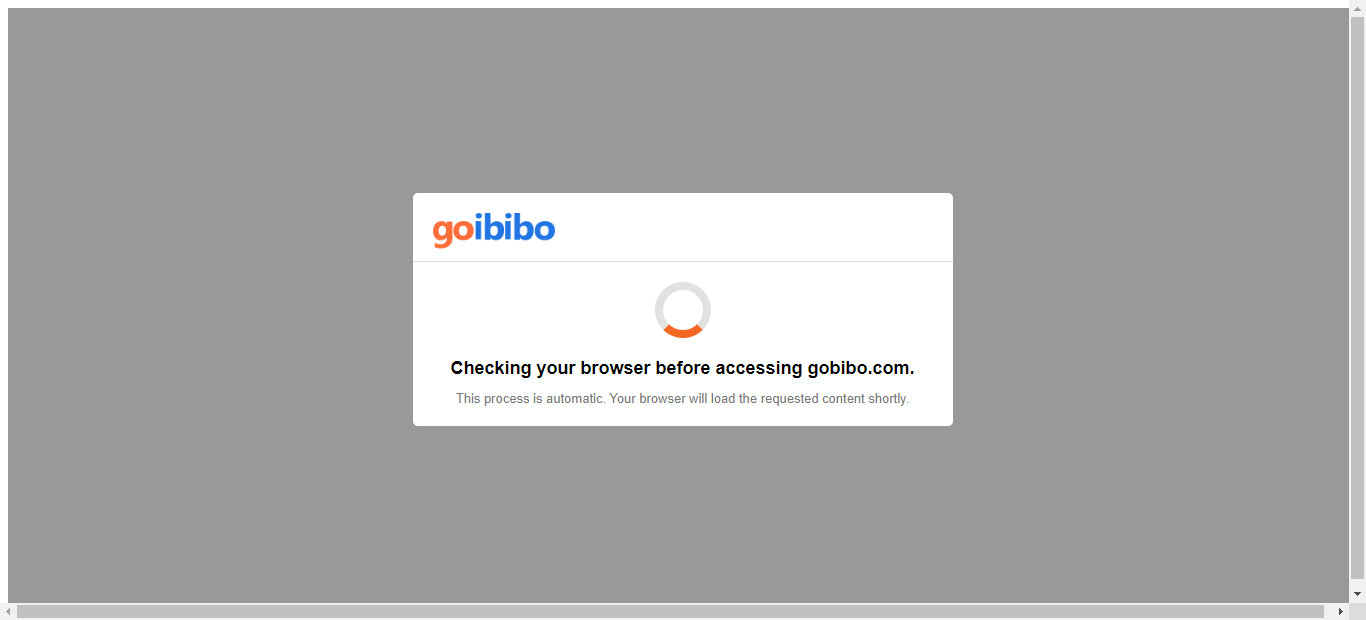 goibibo
Checking your browser before accessing gobibo.com.
This process is automatic. Your browser will load the requested content shortly.